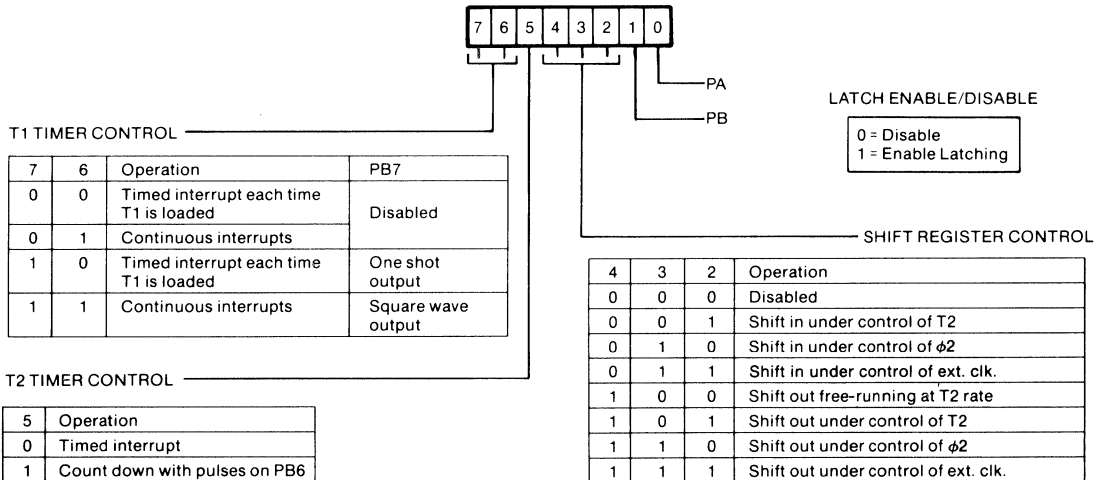 7 6 5 4 3 2 1 0
PA
PB
LATCH ENABLE/DISABLE
0 = Disable
1 = Enable Latching
T1 TIMER CONTROL
7 6 Operation PB7
0 0 Timed interrupt each time
T1 is loaded
Disabled
0 1 Continuous interrupts
1 0 Timed interrupt each time One shot
T1 is loaded output
1 1 Continuous interrupts Square wave
output
T2 TIMER CONTROL
5 Operation
0 Timed interrupt
1 Count down with pulses on PB6
SHIFT REGISTER CONTROL
4 3 2 Operation
0 0 0 Disabled
0 0 1 Shift in under control of T2
0 1 0 Shift in under control of ϕ2
0 1 1 Shift in under control of ext. clk.
1 0 0 Shift out free-running at T2 rate
1 0 1 Shift out under control of T2
1 1 0 Shift out under control of ϕ2
1 1 1 Shift out under control of ext. clk.